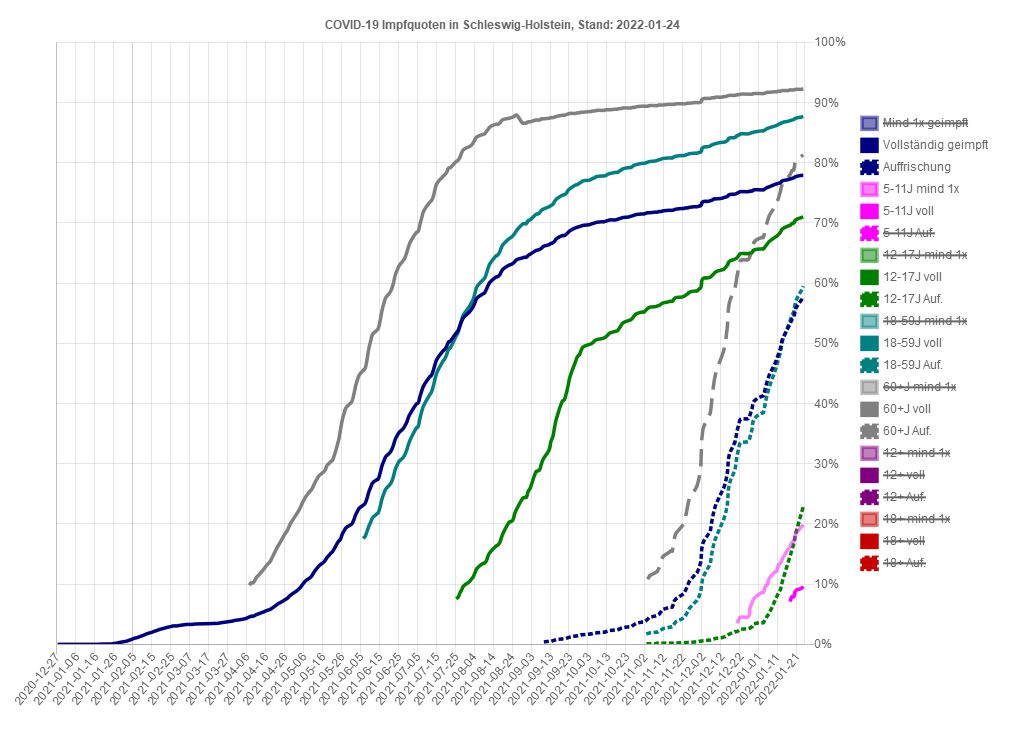 COVID-19 Impfquoten in Schleswig-Holstein, Stand: 2022-01-24
100%
90%
80%
70%
60%
50%
40%
30%
20%
10%
0%
Mind 1x geimpft
Vollständig geimpft
Auffrischung
5-11J mind 1x
5-11J voll
5-11J Auf.
12-17J mind 1x
12-17J voll
12-17J Auf.
18-59J mind 1x
18-59J voll
18-59J Auf.
60+J mind 1x
60+J voll
60+J Auf.
12+ mind 1x
12+ voll
12+ Auf.
18+ mind 1x
18+ voll
18+ Auf.
2020-12-27
2021-01-06
2021-01-16
2021-01-26
2021-02-05
2021-02-15
2021-02-25
2021-03-07
2021-03-17
2021-03-27
2021-04-06
2021-04-16
2021-04-26
2021-05-06
2021-05-16
2021-05-26
2021-06-05
2021-06-15
2021-06-25
2021-07-05
2021-07-15
2021-07-25
2021-08-04
2021-08-14
2021-08-24
2021-09-03
2021-09-13
2021-09-23
2021-10-03
2021-10-13
2021-10-23
2021-11-02
2021-11-12
2021-11-22
2021-12-02
2021-12-12
2021-12-22
2022-01-01
2022-01-11
2022-01-21